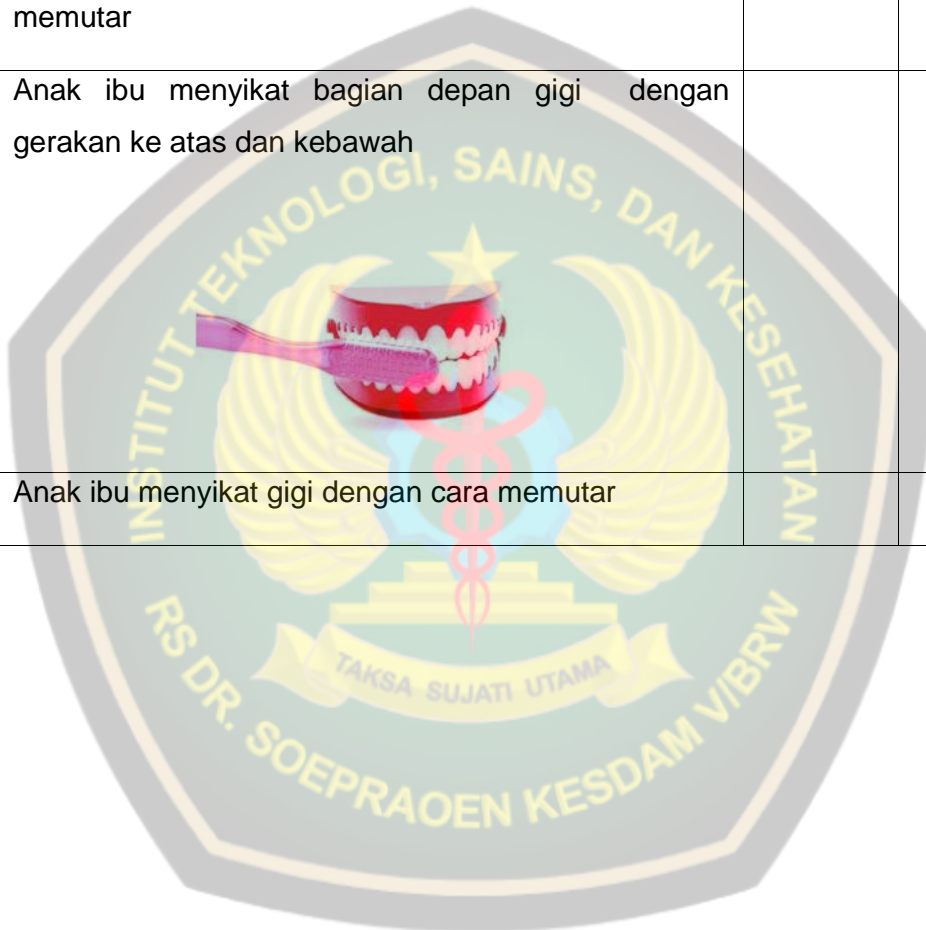 memutar
Anak ibu menyikat bagian depan gigi dengan
gerakan ke atas dan kebawah
Anak ibu menyikat gigi dengan cara memutar
INSTITUT TEKNOLOGI, SAINS, DAN KESEHATAN
TAKSA SUJATI UTAMA
RS DR. SOEPRAOEN KESDAM V/BRW